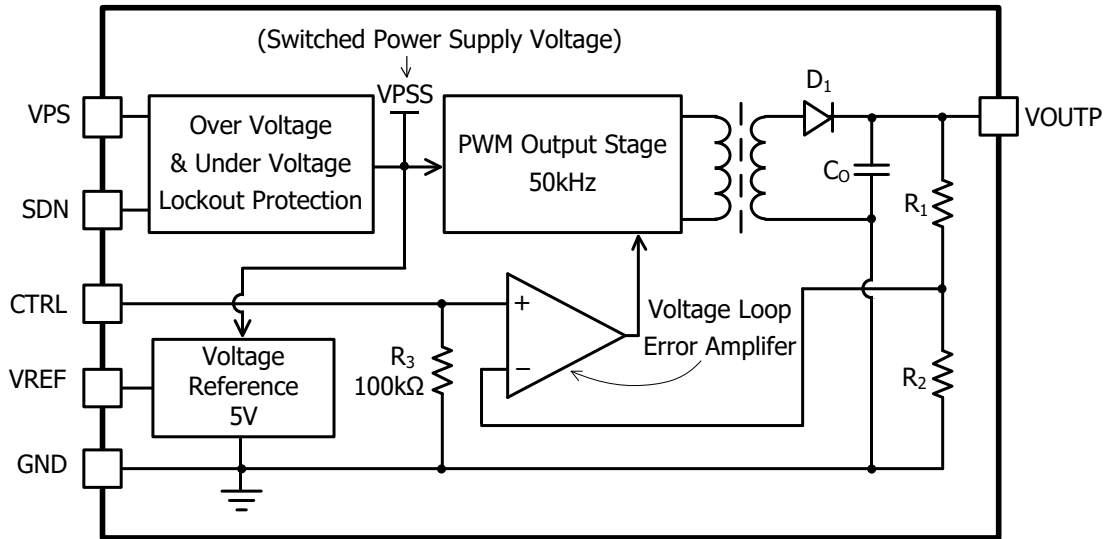 (Switched Power Supply Voltage)
VPSS
VPS
SDN
Over Voltage
& Under Voltage
Lockout Protection
PWM Output Stage
50kHz
D1
CO
R1
VOUTP
CTRL
+
−
Voltage Loop
Error Amplifer
R3
100kΩ
R2
VREF
Voltage
Reference
5V
GND